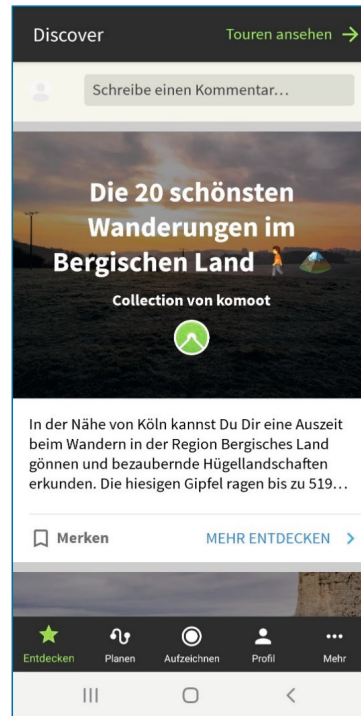 Discover
Touren ansehen →
Schreibe einen Kommentar...
Die 20 schönsten
Wanderungen im
Bergischen Land
Collection von komoot
In der Nähe von Köln kannst Du Dir eine Auszeit
beim Wandern in der Region Bergisches Land
gönnen und bezaubernde Hügellandschaften
erkunden. Die hiesigen Gipfel ragen bis zu 519...
Merken
MEHR ENTDECKEN >
Entdecken
Planen
Aufzeichnen
Profil
Mehr